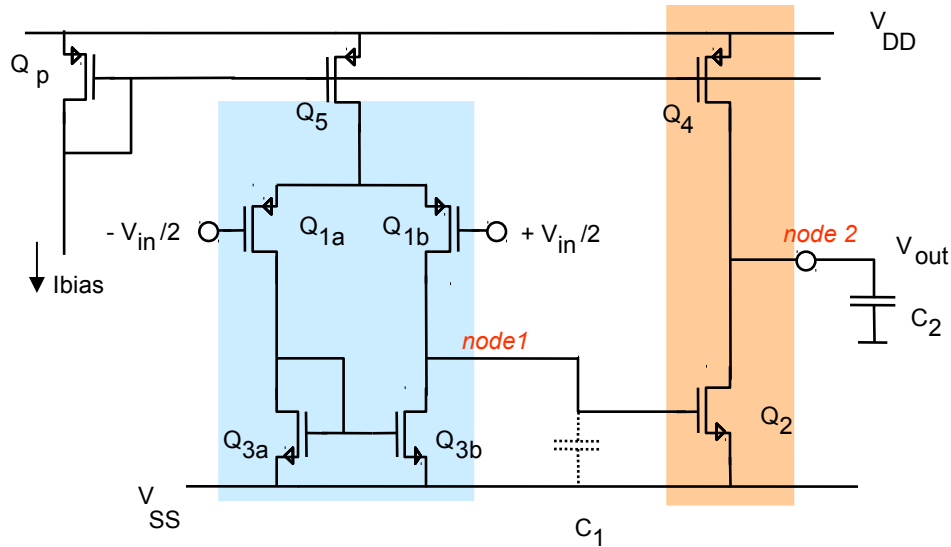 V DD
Q p
Q5
Q4
- Vin/2
Q1a
Q1b
+ Vin/2
node 2
Vout
Ibias
C2
node1
Q3a
Q3b
Q2
V SS
C1